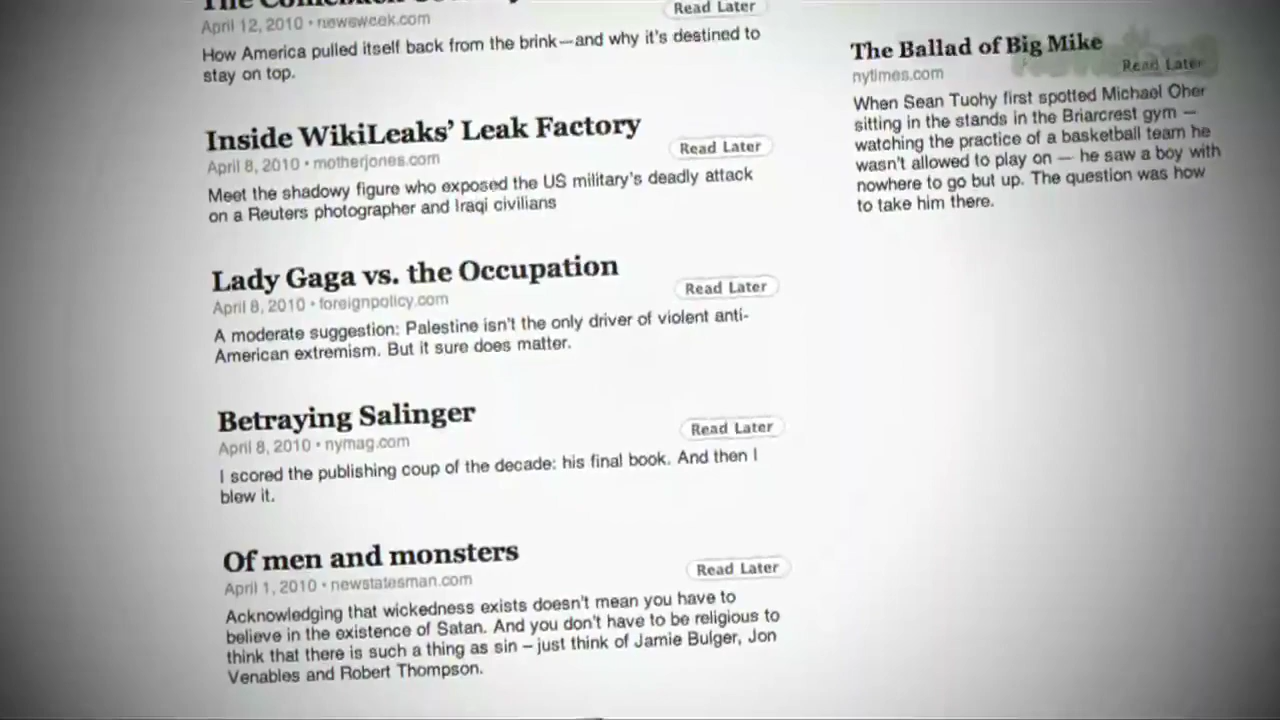 The Comeback
April 12, 2010 • newsweek.com
Read Later
How America pulled itself back from the brink—and why it's destined to
stay on top.
Inside WikiLeaks' Leak Factory
April 8, 2010 • motherjones.com
Read Later
Meet the shadowy figure who exposed the US military's deadly attack
on a Reuters photographer and Iraqi civilians
Lady Gaga vs. the Occupation
April 8, 2010 • foreignpolicy.com
Read Later
A moderate suggestion: Palestine isn't the only driver of violent anti-
American extremism. But it sure does matter.
Betraying Salinger
April 8, 2010 • nymag.com
Read Later
I scored the publishing coup of the decade: his final book. And then I
blew it.
Of men and monsters
April 1, 2010 • newstatesman.com
Read Later
Acknowledging that wickedness exists doesn't mean you have to
believe in the existence of Satan. And you don't have to be religious to
think that there is such a thing as sin – just think of Jamie Bulger, Jon
Venables and Robert Thompson.
The Ballad of Big Mike
nytimes.com
Read Later
When Sean Tuohy first spotted Michael Oher
sitting in the stands in the Briarcrest gym —
watching the practice of a basketball team he
wasn't allowed to play on — he saw a boy with
nowhere to go but up. The question was how
to take him there.